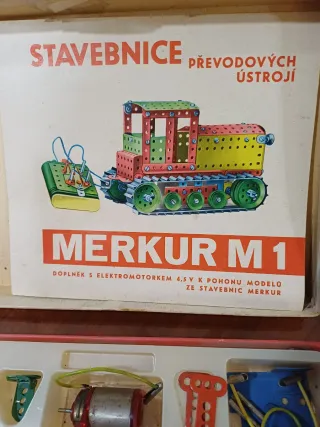 STAVEBNICE
PŘEVODOVÝCH
ÚSTROJÍ
MERKUR M 1
DOPLNĚK S ELEKTROMOTORKEM 4,5 V K POHONU MODELŮ
ZE STAVEBNIC MERKUR